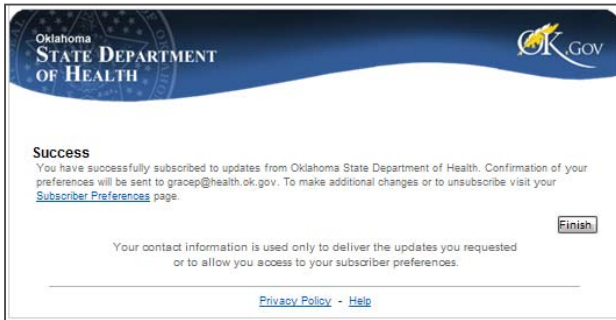 Oklahoma
STATE DEPARTMENT
OF HEALTH
OK.GOV
Success
You have successfully subscribed to updates from Oklahoma State Department of Health. Confirmation of your
preferences will be sent to gracep@health.ok.gov. To make additional changes or to unsubscribe visit your
Subscriber Preferences page.
Finish
Your contact information is used only to deliver the updates you requested
or to allow you access to your subscriber preferences.
Privacy Policy - Help